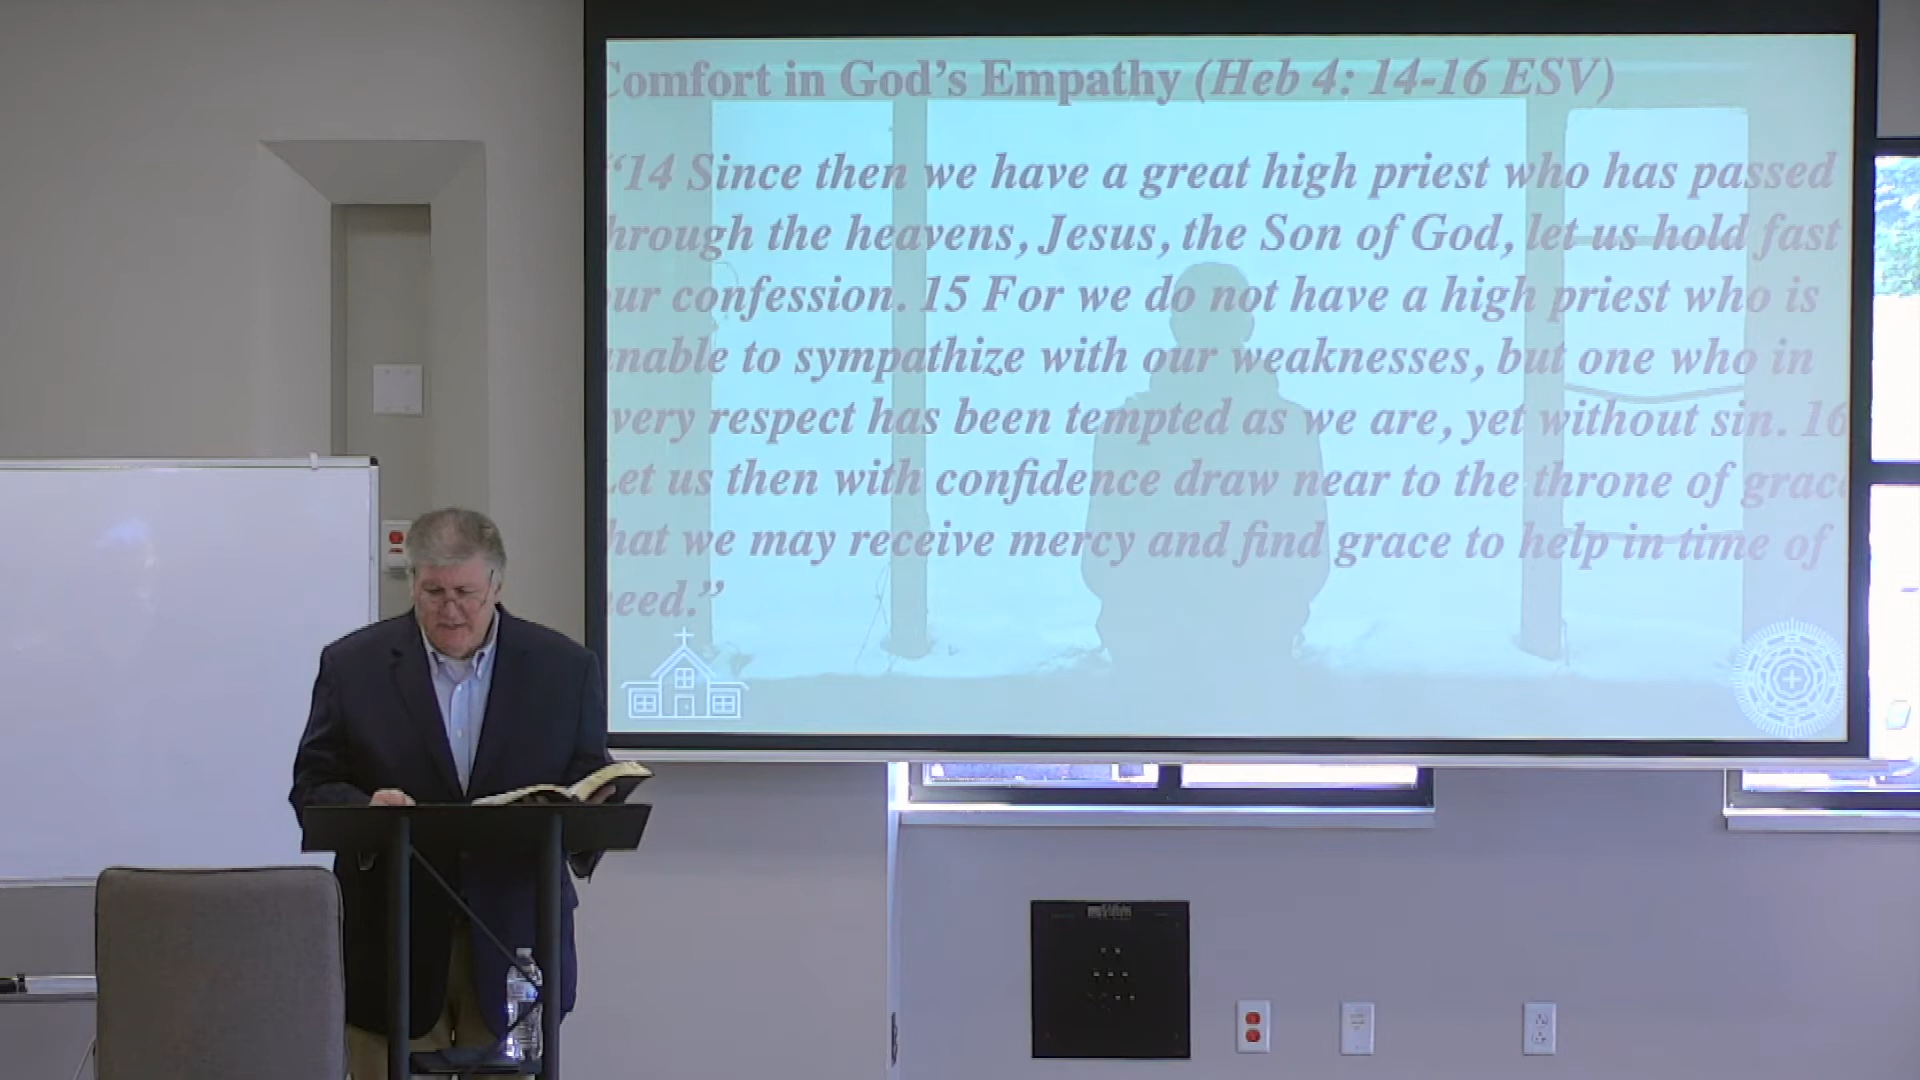 Comfort in God's Empathy (Heb 4: 14-16 ESV)
“14 Since then we have a great high priest who has passed
hrough the heavens, Jesus, the Son of God, let us hold fast
ur confession. 15 For we do not have a high priest who is
nable to sympathize with our weaknesses, but one who in
very respect has been tempted as we are, yet without sin. 16
Let us then with confidence draw near to the throne of grace
hat we may receive mercy and find grace to help in time of
need.”